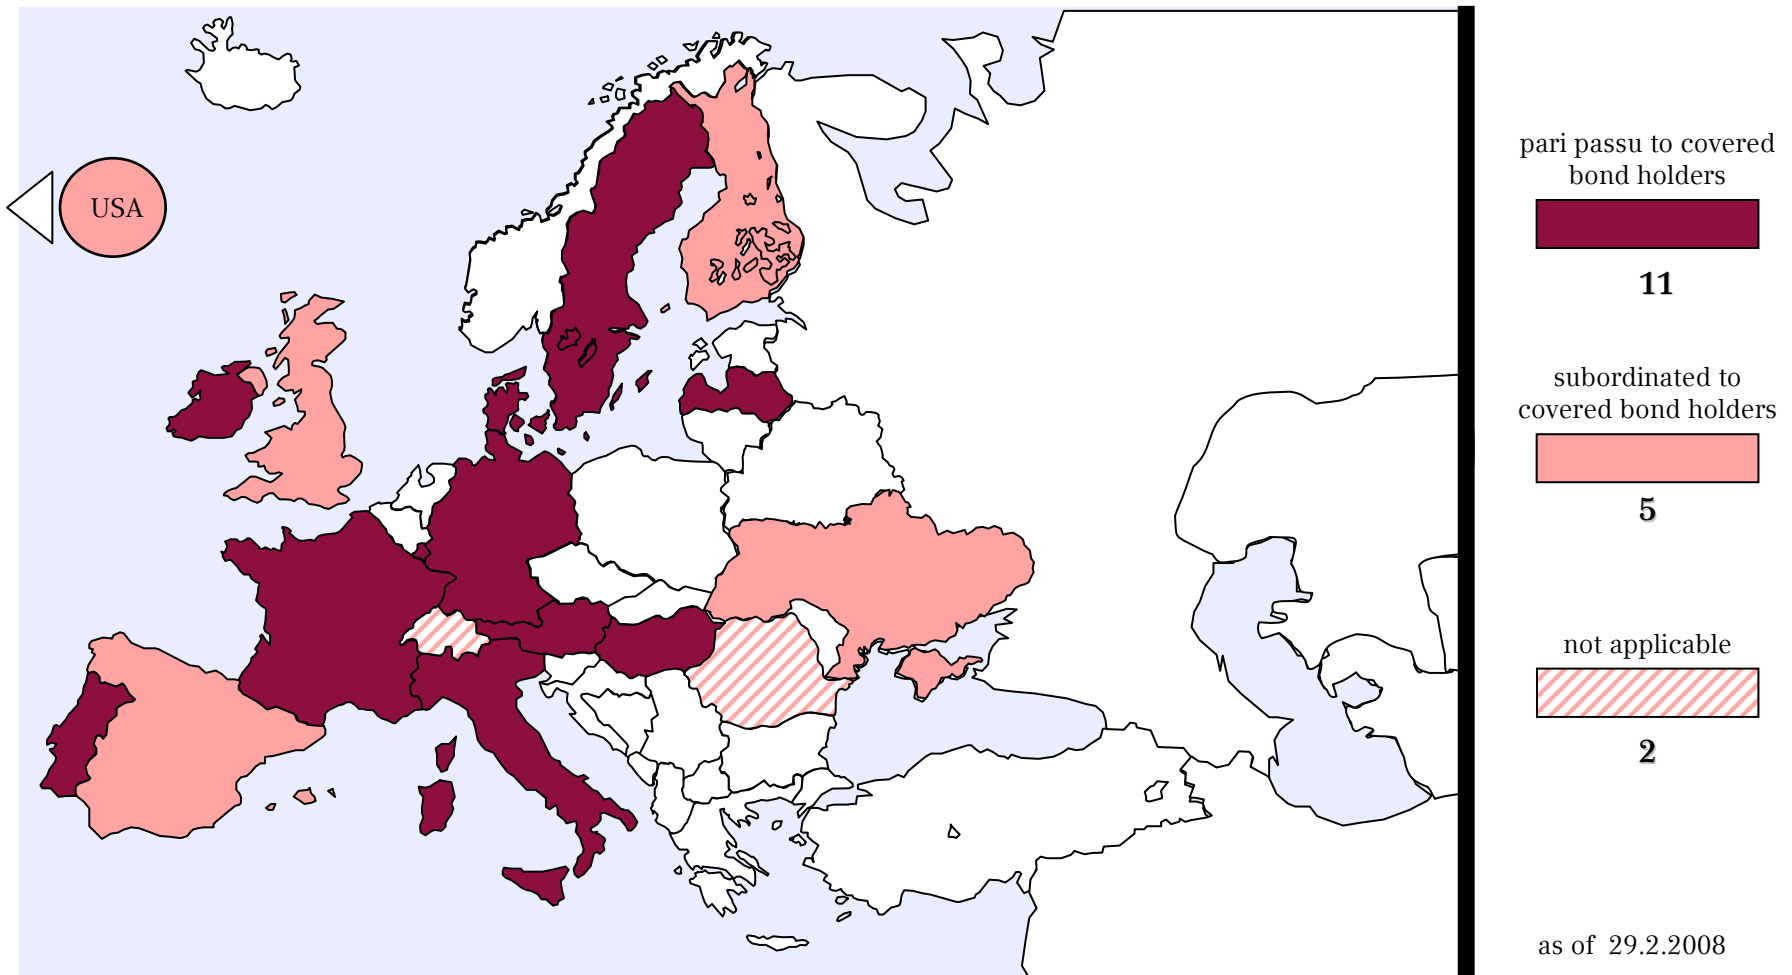 USA
pari passu to covered
bond holders
11
subordinated to
covered bond holders
5
not applicable
2
as of 29.2.2008